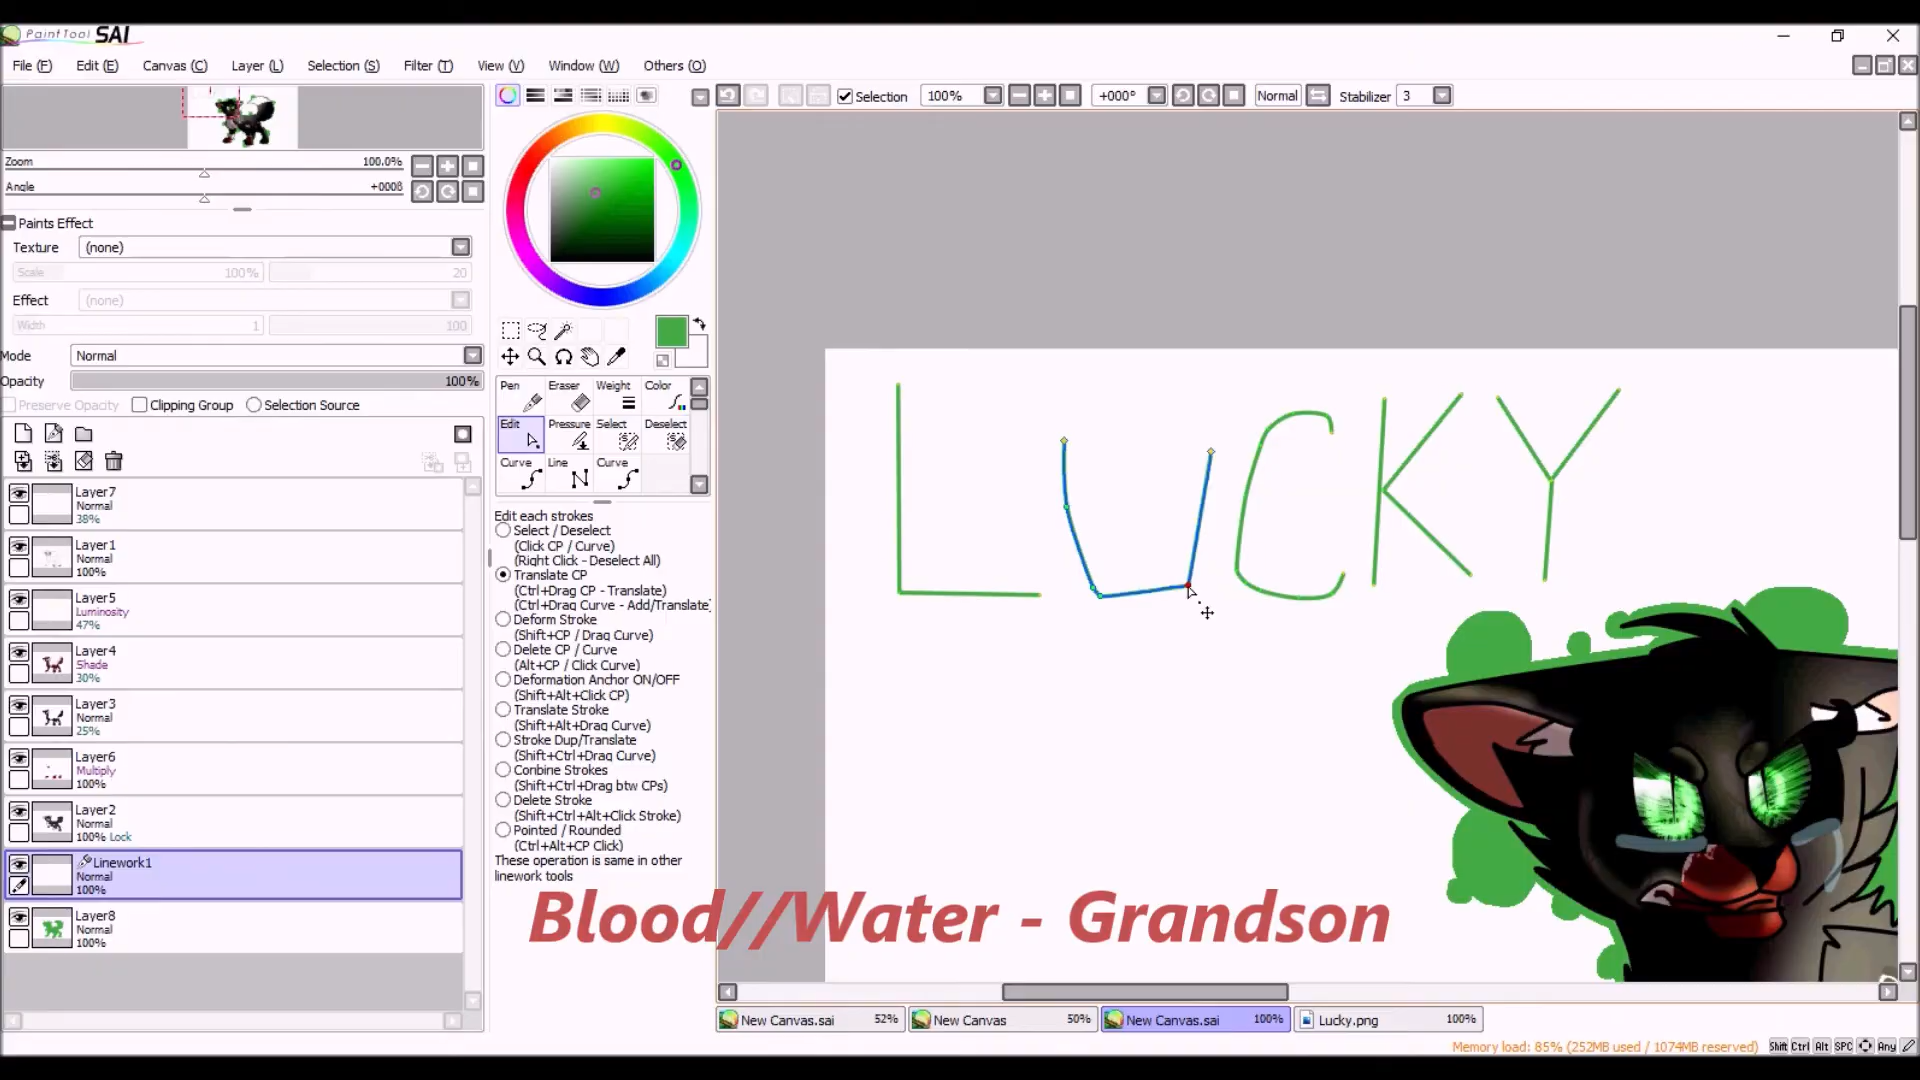 PaintTool SAI
File (F) Edit (E) Canvas (C) Layer (L) Selection (S) Filter (T) View (V) Window (W) Others (O)
Selection 100% +000° Normal Stabilizer 3
Zoom 100.0%
Angle +000θ
Paints Effect
Texture (none)
Scale 100% 20
Effect (none)
Width 1 100
Mode Normal
Opacity 100%
Preserve Opacity Clipping Group Selection Source
Layer7
Normal
38%
Layer1
Normal
100%
Layer5
Luminosity
47%
Layer4
Shade
30%
Layer3
Normal
25%
Layer6
Multiply
100%
Layer2
Normal
100% Lock
Linework1
Normal
100%
Layer8
Normal
100%
Pen Eraser Weight Color
Edit Pressure Select Deselect
Curve Line Curve
Edit each strokes
Select / Deselect
(Click CP / Curve)
(Right Click - Deselect All)
Translate CP
(Ctrl+Drag CP - Translate)
(Ctrl+Drag Curve - Add/Translate)
Deform Stroke
(Shift+CP / Drag Curve)
Delete CP / Curve
(Alt+CP / Click Curve)
Deformation Anchor ON/OFF
(Shift+Alt+Click CP)
Translate Stroke
(Shift+Alt+Drag Curve)
Stroke Dup/Translate
(Shift+Ctrl+Drag Curve)
Conbine Strokes
(Shift+Ctrl+Drag btw CPs)
Delete Stroke
(Shift+Ctrl+Alt+Click Stroke)
Pointed / Rounded
(Ctrl+Alt+CP Click)
These operation is same in other
linework tools
LUCKY
Blood//Water - Grandson
New Canvas.sai 52% New Canvas 50% New Canvas.sai 100% Lucky.png 100%
Memory load: 85% (252MB used / 1074MB reserved) Shift Ctrl Alt SPC Any